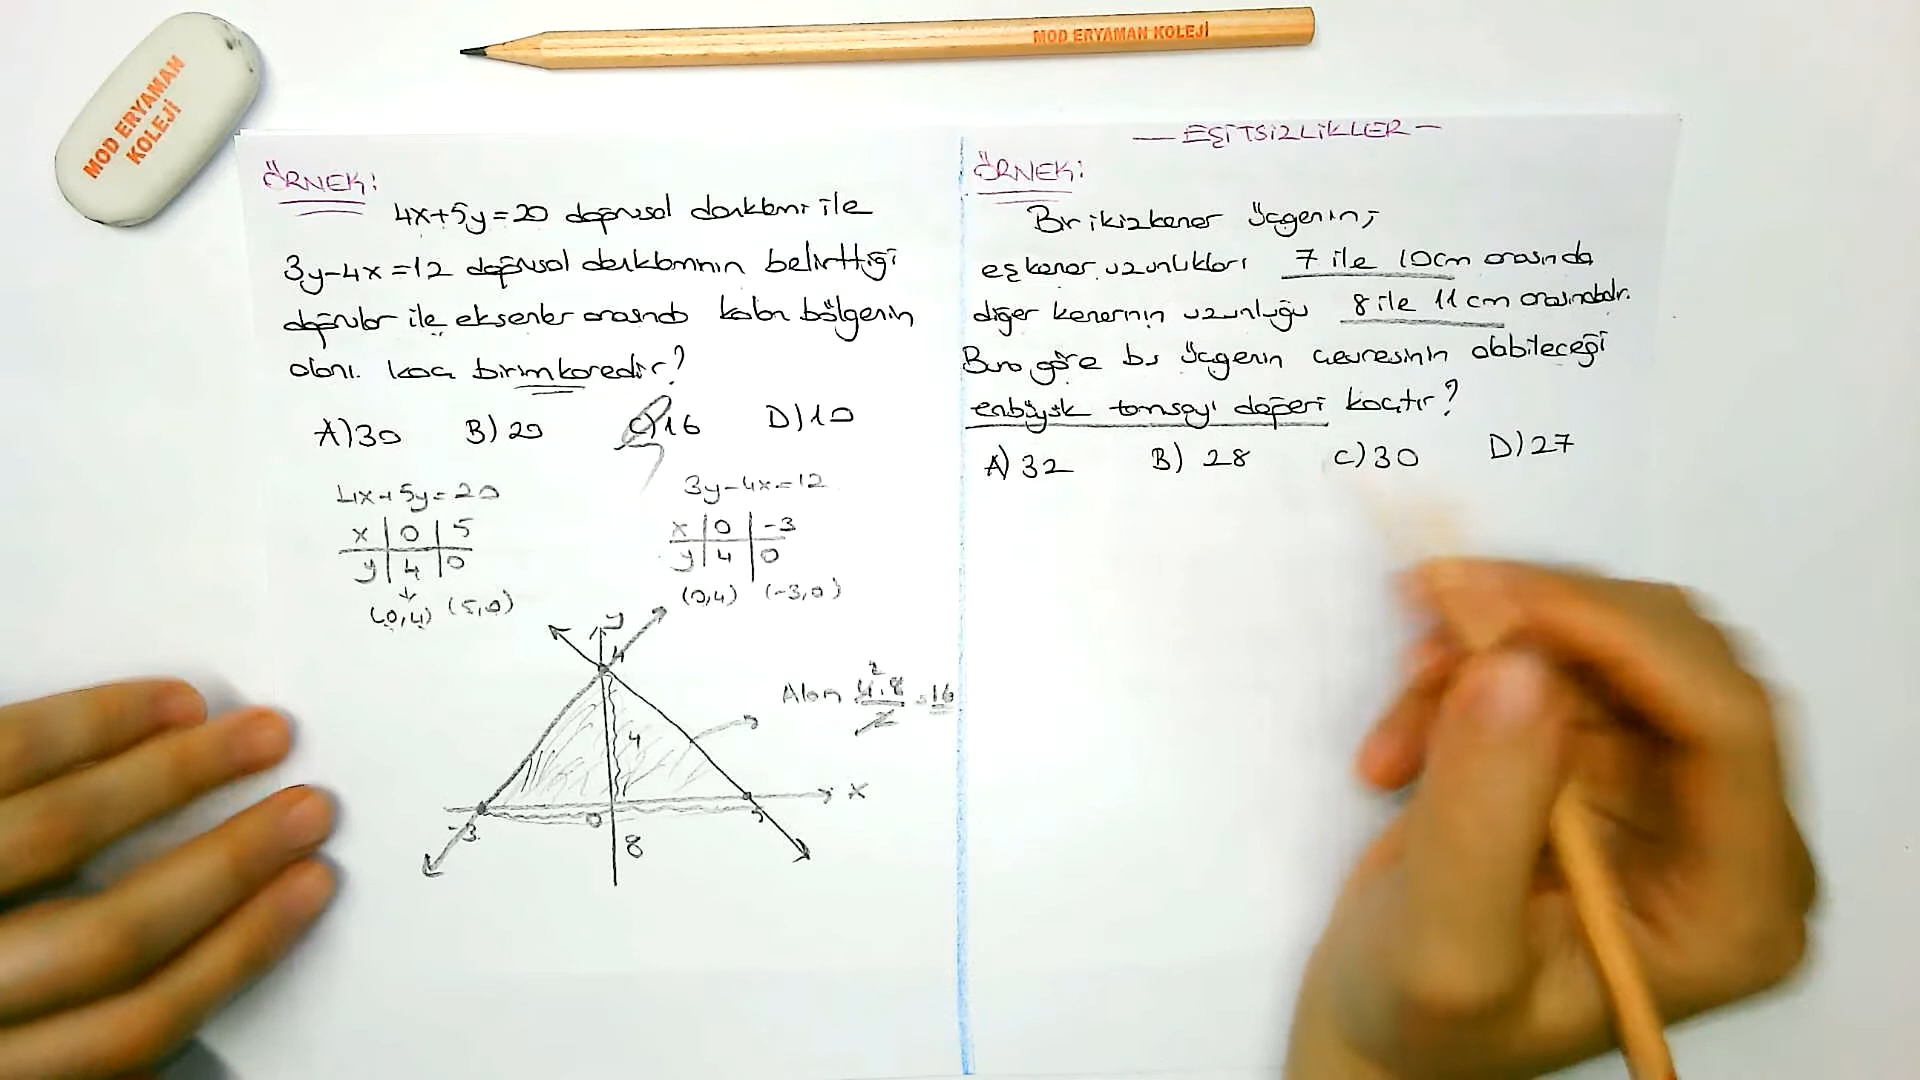 MOD ERYAMAN KOLEJİ
MOD ERYAMAN
KOLEJİ
ÖRNEK:
4x+5y=20 doğrusal denklemi ile
3y-4x=12 doğrusal denkleminin belirttiği
doğrular ile eksenler arasında kalan bölgenin
alanı kaç birimkaredir?
A)30 B)20 C)16 D)10
4x+5y=20
x 0 5
y 4 0
(0,4) (5,0)
3y-4x=12
x 0 -3
y 4 0
(0,4) (-3,0)
y
4
4
-3 0 5 x
8
Alan 4.8 = 16
2
2
— EŞİTSİZLİKLER —
ÖRNEK:
Bir ikizkenar üçgenin;
eş kenar uzunlukları 7 ile 10cm arasında
diğer kenarının uzunluğu 8 ile 11 cm arasındadır.
Buna göre bu üçgenin çevresinin alabileceği
en büyük tamsayı değeri kaçtır?
A) 32 B) 28 C) 30 D) 27